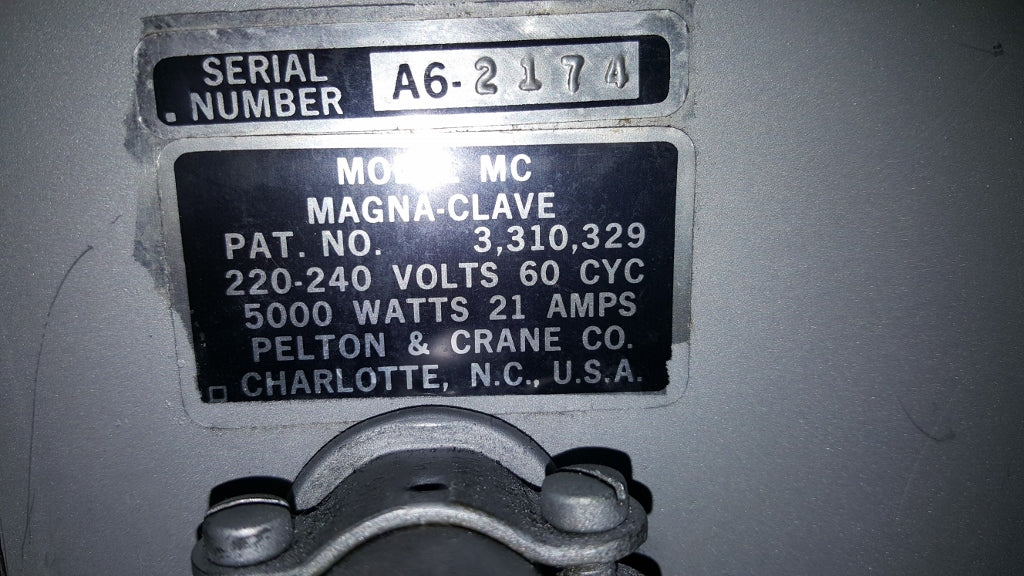 SERIAL NUMBER A6-2174
MODEL MC
MAGNA-CLAVE
PAT. NO. 3,310,329
220-240 VOLTS 60 CYC
5000 WATTS 21 AMPS
PELTON & CRANE CO.
CHARLOTTE, N.C., U.S.A.